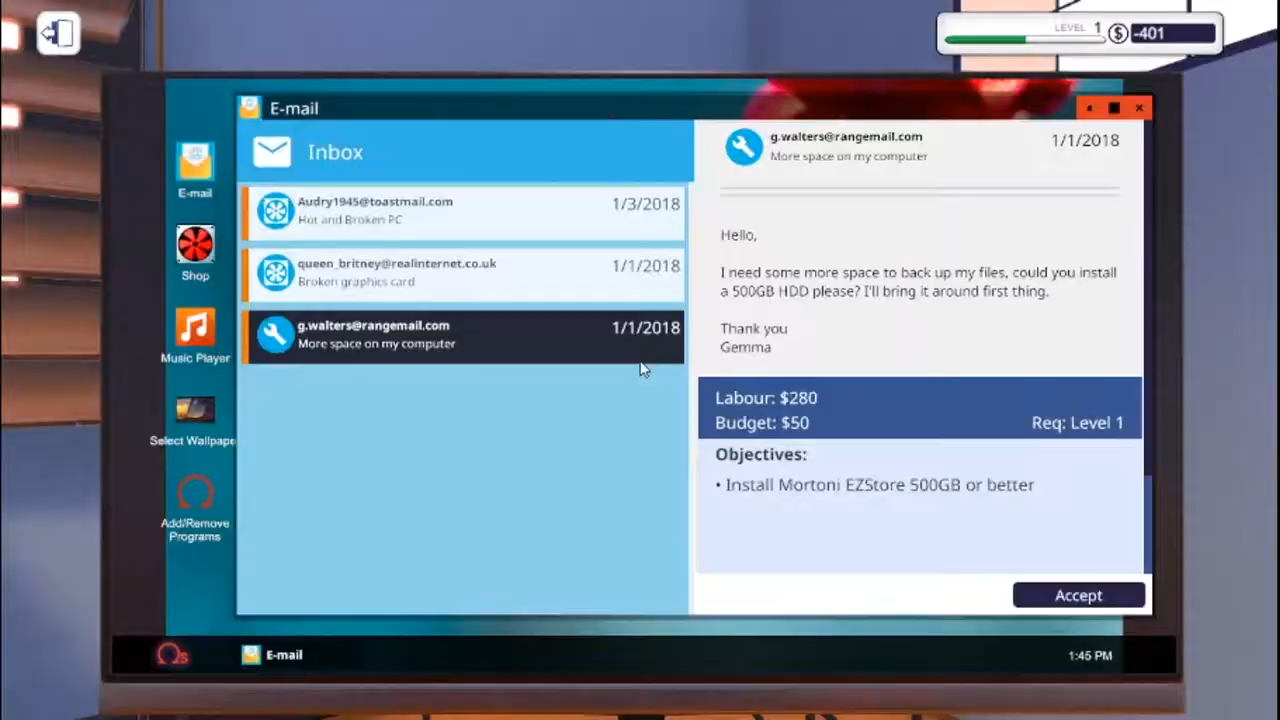 LEVEL 1
-401
E-mail
Inbox
Audry1945@toastmail.com
1/3/2018
Hot and Broken PC
queen_britney@realinternet.co.uk
1/1/2018
Broken graphics card
g.walters@rangemail.com
1/1/2018
More space on my computer
g.walters@rangemail.com
1/1/2018
More space on my computer
Hello,
I need some more space to back up my files, could you install
a 500GB HDD please? I'll bring it around first thing.
Thank you
Gemma
Labour: $280
Budget: $50
Req: Level 1
Objectives:
• Install Mortoni EZStore 500GB or better
Accept
E-mail
Shop
Music Player
Select Wallpape
Add/Remove
Programs
E-mail
1:45 PM